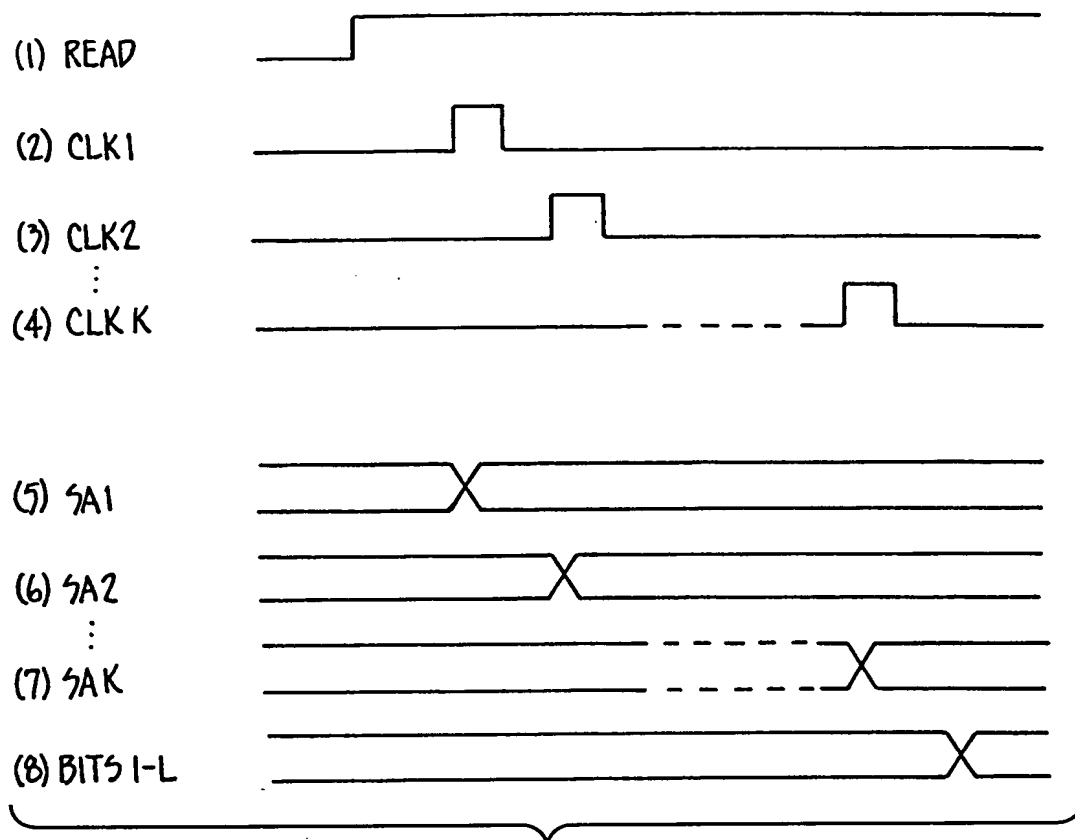 (1) READ
(2) CLK1
(3) CLK2
⋮
(4) CLK K
(5) SA1
(6) SA2
⋮
(7) SAK
(8) BITS 1-L